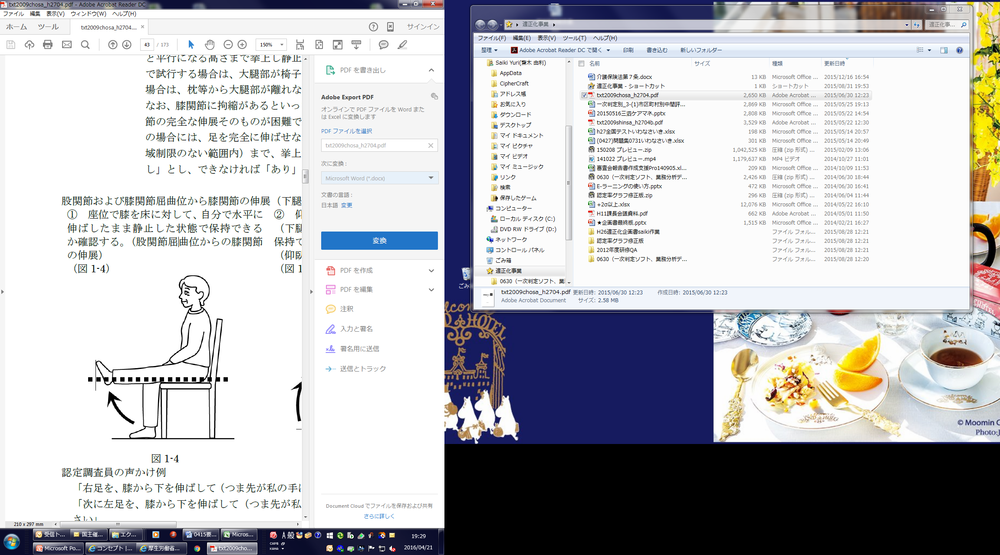 txt2009chosa_h2704.pdf - Adobe Acrobat Reader DC
ファイル 編集 表示(V) ウィンドウ(W) ヘルプ(H)
ホーム ツール txt2009chosa_h2704.... × サインイン
43 / 173 150%
と平行になる高さまで挙上し静止
で試行する場合は、大腿部が椅子
場合は、枕等から大腿部が離れな
なお、膝関節に拘縮があるといっ
節の完全な伸展そのものが困難で
の場合には、足を完全に伸ばせな
域制限のない範囲内）まで、挙上
し」とし、できなければ「あり」
股関節および膝関節屈曲位から膝関節の伸展（下腿
① 座位で膝を床に対して、自分で水平に
伸ばしたまま静止した状態で保持できる
か確認する。（股関節屈曲位からの膝関節
の伸展）
（図 1-4）
② 仰
（下腿
保持で
（仰臥
（図 1
図 1-4
認定調査員の声かけ例
「右足を、膝から下を伸ばして（つま先が私の手に
「次に左足を、膝から下を伸ばして（つま先が私
さい」
210 x 297 mm
PDF を書き出し
Adobe Export PDF
オンラインで PDF ファイルを Word また
は Excel に変換します
PDF ファイルを選択
txt2009chosa_h2704.pdf
次に変換 :
Microsoft Word (*.docx)
文書の言語 :
日本語 変更
変換
PDF を作成
PDF を編集
注釈
入力と署名
署名用に送信
送信とトラック
Document Cloud でファイルを保存および共有
さらに詳しく
適正化事業
適正化事...
ファイル(F) 編集(E) 表示(V) ツール(T) ヘルプ(H)
整理 Adobe Acrobat Reader DC で開く 印刷 書き込む 新しいフォルダー
Saiki Yuri(齋木 由利)
AppData
CipherCraft
アドレス帳
お気に入り
ダウンロード
デスクトップ
マイ ドキュメント
マイ ピクチャ
マイ ビデオ
マイ ミュージック
リンク
検索
保存したゲーム
コンピューター
ローカル ディスク (C:)
DVD RW ドライブ (D:)
ネットワーク
コントロール パネル
ごみ箱
適正化事業
0630（一次判定ソフト、業
名前 サイズ 種類 更新日時
介護保険法第７条.docx 13 KB Microsoft Office ... 2015/12/16 16:54
適正化事業 - ショートカット 1 KB ショートカット 2015/08/31 19:53
txt2009chosa_h2704.pdf 2,650 KB Adobe Acrobat ... 2015/06/30 12:23
一次判定別_3-(1)市区町村別中間評... 2,869 KB Microsoft Office ... 2015/05/25 19:13
20150516三泗ケアマネ.pptx 2,808 KB Microsoft Office ... 2015/05/22 14:54
txt2009shinsa_h2704b.pdf 3,529 KB Adobe Acrobat ... 2015/05/22 12:30
h27全国テストいわなさいき.xlsx 198 KB Microsoft Office ... 2015/05/14 20:57
(0427)問題集0731いわなさいき.xlsx 301 KB Microsoft Office ... 2015/05/14 20:49
150208 プレビュー.zip 1,042,525 KB 圧縮 (zip 形式) ... 2015/02/09 13:06
141022 プレビュー.mp4 1,179,637 KB MP4 ビデオ 2014/10/27 11:01
審査会報告書作成支援Pro140905.xl... 209 KB Microsoft Office ... 2014/10/09 11:53
0630（一次判定ソフト、業務分析デ... 2,426 KB 圧縮 (zip 形式) ... 2014/06/30 18:44
E-ラーニングの使い方.pptx 472 KB Microsoft Office ... 2014/06/30 16:41
認定率グラフ修正版.zip 296 KB 圧縮 (zip 形式) ... 2014/06/04 11:44
+2σ以上.xlsx 12,076 KB Microsoft Office ... 2014/05/22 16:10
H11課長会議資料.pdf 662 KB Adobe Acrobat ... 2014/05/01 11:50
★企画書最終版.pptx 1,515 KB Microsoft Office ... 2014/02/21 16:27
H26適正化企画書saiki作業 ファイル フォル... 2015/08/28 12:21
認定率グラフ修正版 ファイル フォル... 2015/08/28 12:21
2012年度研修QA ファイル フォル... 2015/08/28 12:21
0630（一次判定ソフト、業務分析デ... ファイル フォル... 2015/08/28 12:20
txt2009chosa_h2704.pdf 更新日時: 2015/06/30 12:23 作成日時: 2015/06/30 12:23
Adobe Acrobat Document サイズ: 2.58 MB
ごみ
HOTEL
© Moomin C
Photo:J
受信ト... 国主催... エク... 0415要... Micros... A 般
CAPS
KANA
19:29
Microsoft Po... コンセプト |... 厚生労働省... txt2009cho...
2016/04/21